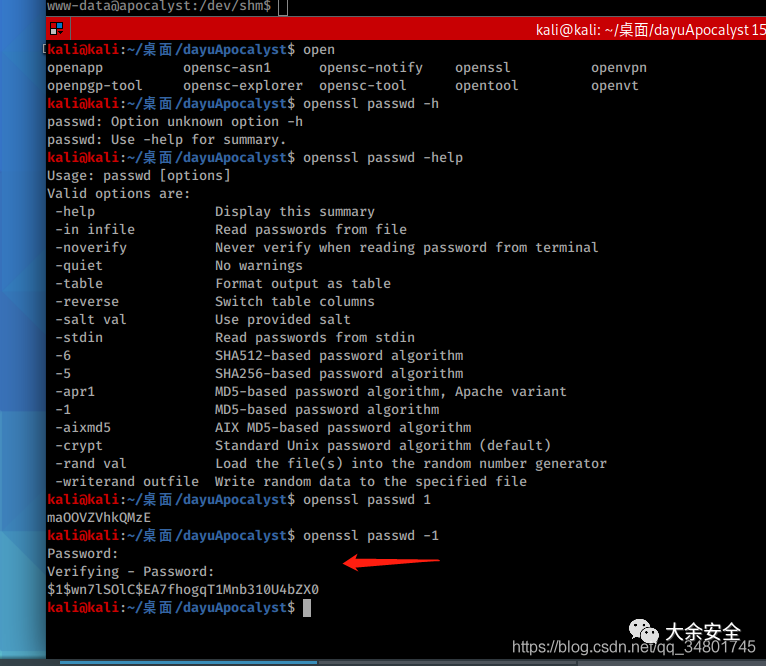 www-data@apocalyst:/dev/shm$
kali@kali: ~/桌面/dayuApocalyst 15
kali@kali:~/桌面/dayuApocalyst$ open
openapp opensc-asn1 opensc-notify openssl openvpn
openpgp-tool opensc-explorer opensc-tool opentool openvt
kali@kali:~/桌面/dayuApocalyst$ openssl passwd -h
passwd: Option unknown option -h
passwd: Use -help for summary.
kali@kali:~/桌面/dayuApocalyst$ openssl passwd -help
Usage: passwd [options]
Valid options are:
-help Display this summary
-in infile Read passwords from file
-noverify Never verify when reading password from terminal
-quiet No warnings
-table Format output as table
-reverse Switch table columns
-salt val Use provided salt
-stdin Read passwords from stdin
-6 SHA512-based password algorithm
-5 SHA256-based password algorithm
-apr1 MD5-based password algorithm, Apache variant
-1 MD5-based password algorithm
-aixmd5 AIX MD5-based password algorithm
-crypt Standard Unix password algorithm (default)
-rand val Load the file(s) into the random number generator
-writerand outfile Write random data to the specified file
kali@kali:~/桌面/dayuApocalyst$ openssl passwd 1
maOOVZVhkQMzE
kali@kali:~/桌面/dayuApocalyst$ openssl passwd -1
Password:
Verifying - Password:
$1$wn7lSOlC$EA7fhogqT1Mnb310U4bZX0
kali@kali:~/桌面/dayuApocalyst$
大余安全
https://blog.csdn.net/qq_34801745